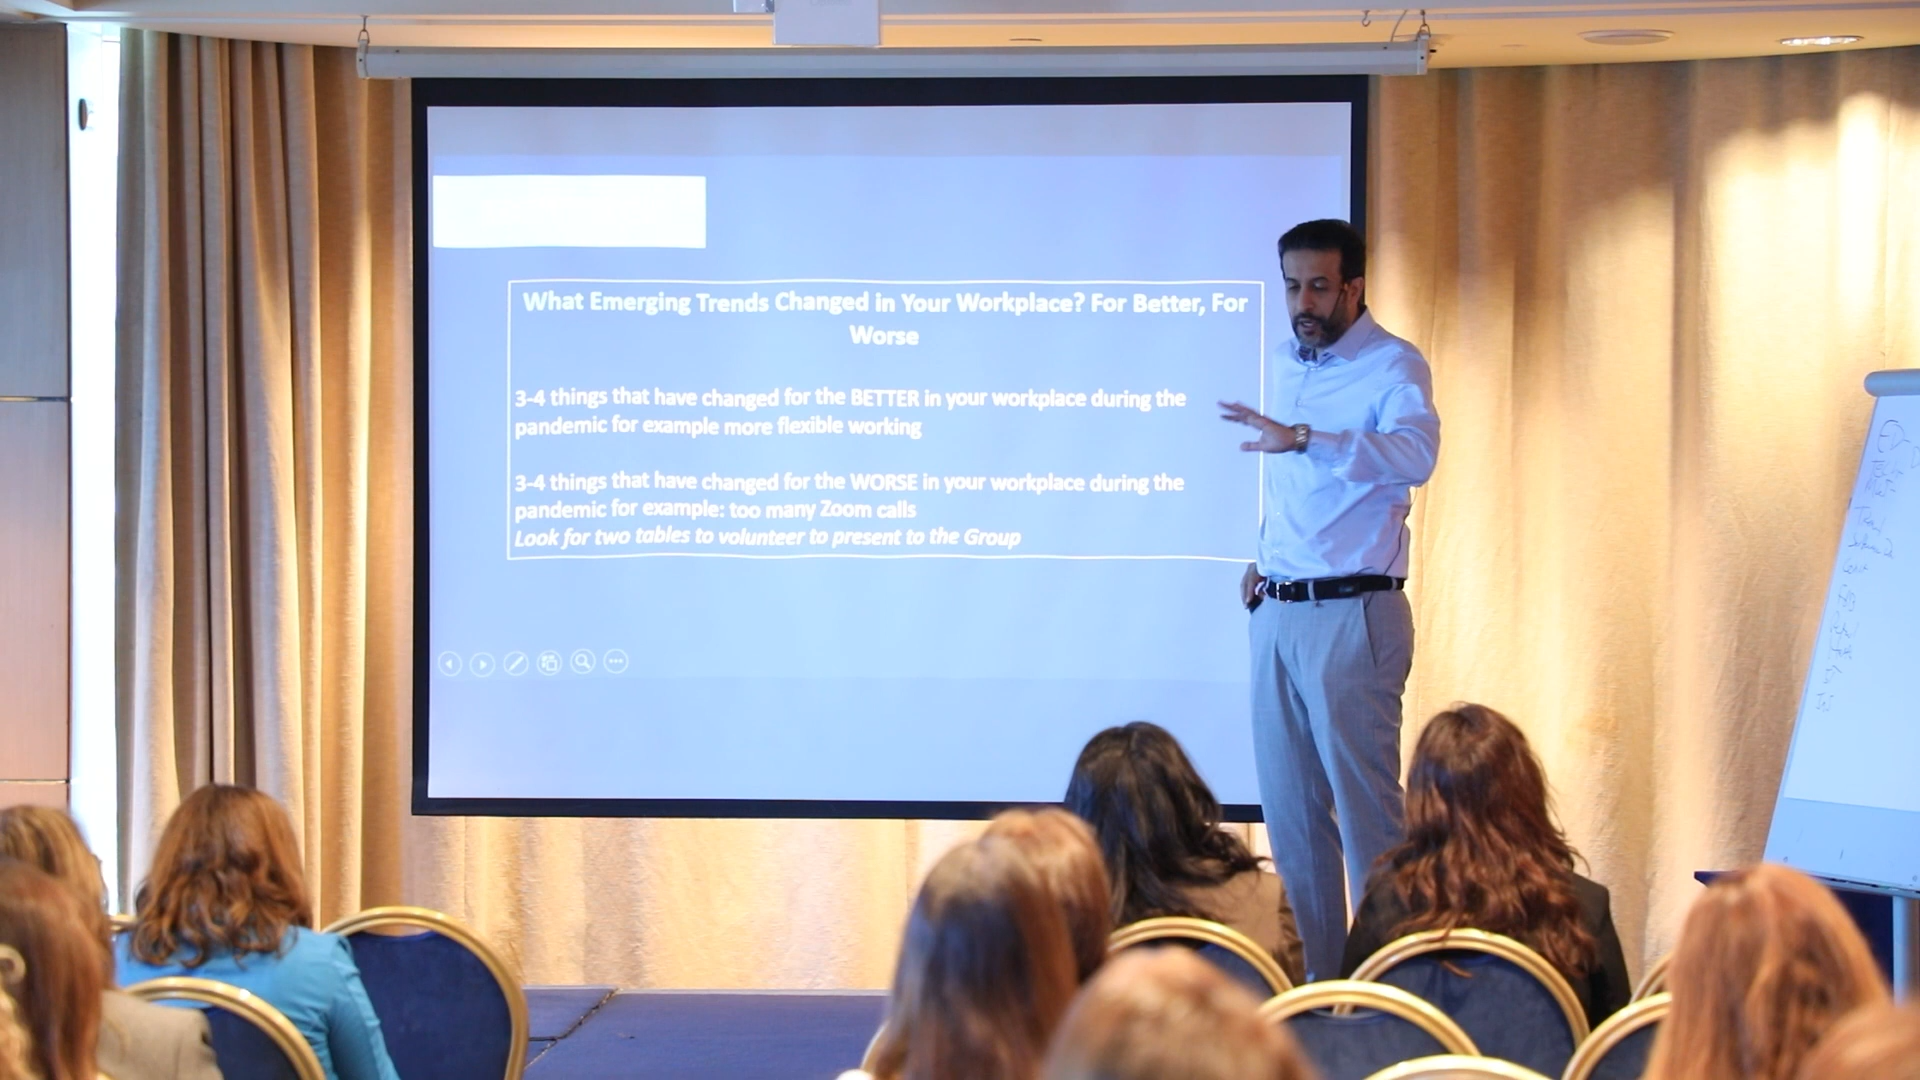 What Emerging Trends Changed in Your Workplace? For Better, For
Worse
3-4 things that have changed for the BETTER in your workplace during the
pandemic for example more flexible working
3-4 things that have changed for the WORSE in your workplace during the
pandemic for example: too many Zoom calls
Look for two tables to volunteer to present to the Group